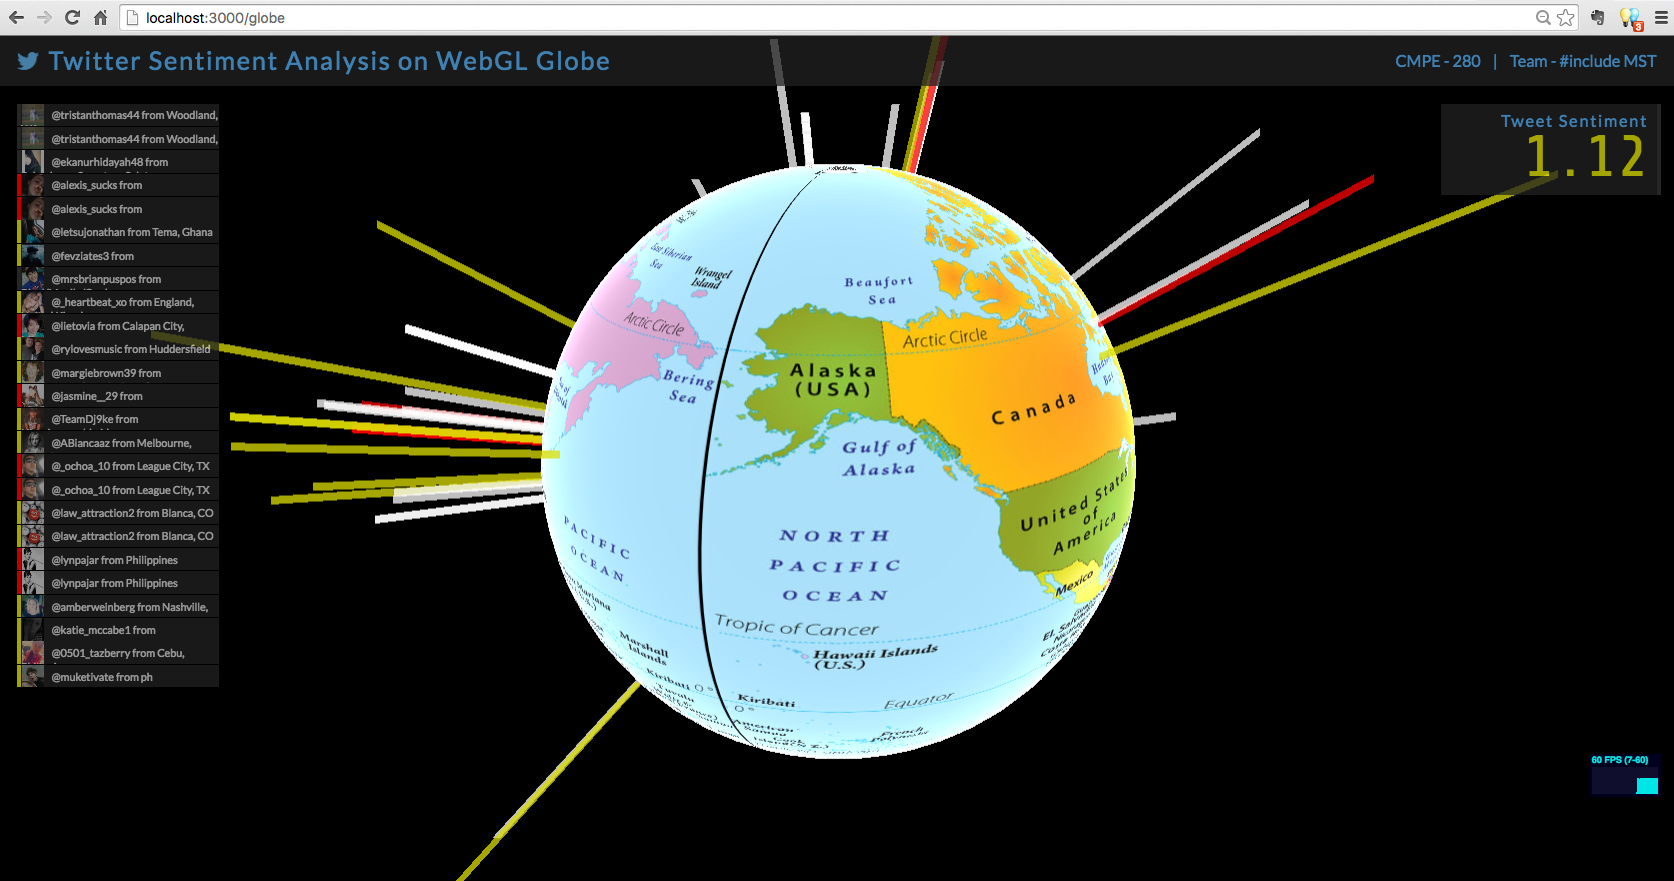 localhost:3000/globe
3
Twitter Sentiment Analysis on WebGL Globe
CMPE - 280 | Team - #include MST
@tristanthomas44 from Woodland,
@tristanthomas44 from Woodland,
@ekanurhidayah48 from
@alexis_sucks from
@alexis_sucks from
@letsujonathan from Tema, Ghana
@fevziates3 from
@mrsbrianpuspos from
@_heartbeat_xo from England,
@lietovia from Calapan City,
@rylovesmusic from Huddersfield
@margiebrown39 from
@jasmine__29 from
@TeamDj9ke from
@ABiancaaz from Melbourne,
@_ochoa_10 from League City, TX
@_ochoa_10 from League City, TX
@law_attraction2 from Blanca, CO
@law_attraction2 from Blanca, CO
@lynpajar from Philippines
@lynpajar from Philippines
@amberweinberg from Nashville,
@katie_mccabe1 from
@0501_tazberry from Cebu,
@muketivate from ph
Tweet Sentiment
1.12
East Siberian
Sea
Wrangel
Island
Beaufort
Sea
Arctic Circle
Arctic Circle
Bering
Sea
Alaska
(USA)
Canada
Gulf of
Alaska
United States
of
America
Mexico
PACIFIC
OCEAN
NORTH
PACIFIC
OCEAN
Tropic of Cancer
Hawaii Islands
(U.S.)
Marshall
Islands
Kiribati
Kiribati
Equator
American
Samoa
French
60 FPS (7-60)